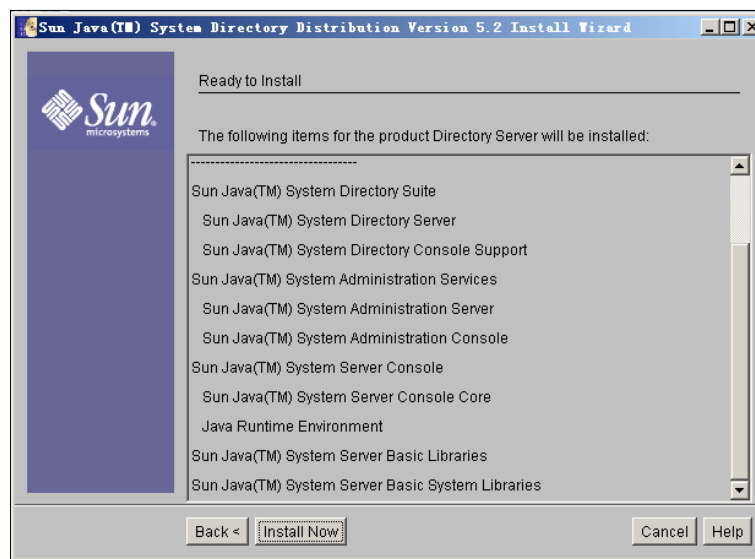 Sun Java(TM) System Directory Distribution Version 5.2 Install Wizard
Sun
microsystems
Ready to Install
The following items for the product Directory Server will be installed:
----------------------------------
Sun Java(TM) System Directory Suite
Sun Java(TM) System Directory Server
Sun Java(TM) System Directory Console Support
Sun Java(TM) System Administration Services
Sun Java(TM) System Administration Server
Sun Java(TM) System Administration Console
Sun Java(TM) System Server Console
Sun Java(TM) System Server Console Core
Java Runtime Environment
Sun Java(TM) System Server Basic Libraries
Sun Java(TM) System Server Basic System Libraries
Back < Install Now Cancel Help